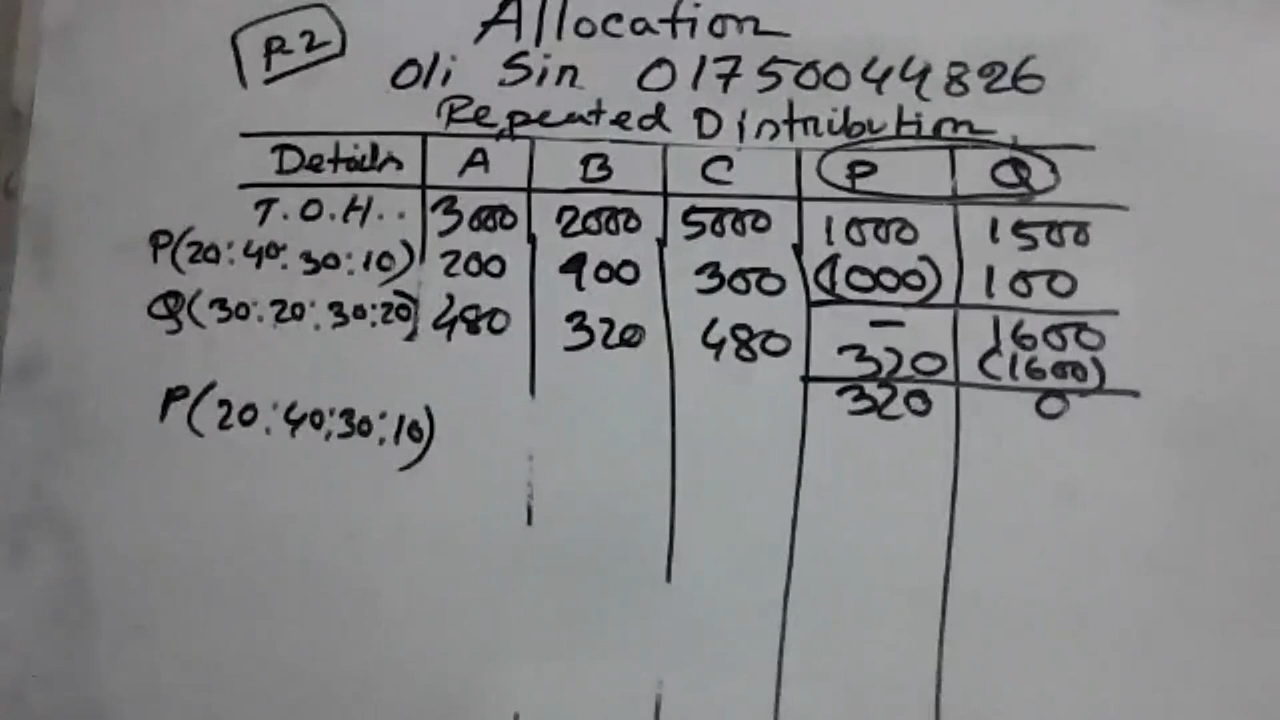 R2
Allocation
Oli Sin 01750044826
Repeated Distribution
Details A B C P Q
T.O.H.. 3000 2000 5000 1000 1500
P(20:40:30:10) 200 400 300 (1000) 100
Q(30:20:30:20) 480 320 480 - 1600
320 (1600)
P(20:40:30:10) 320 0